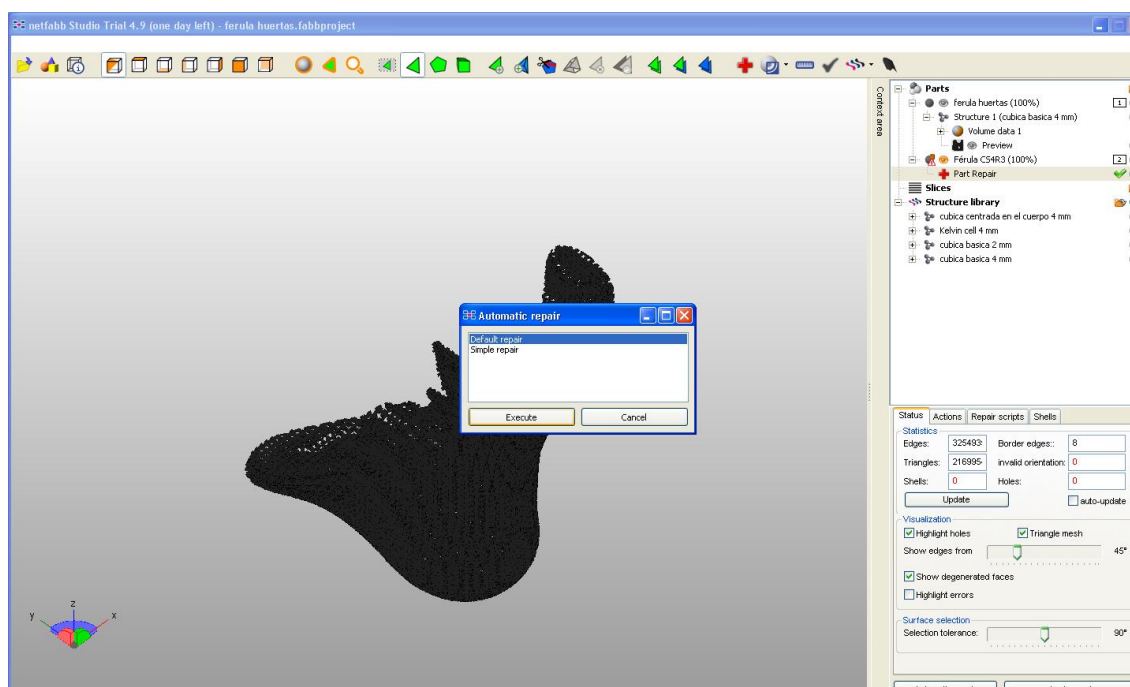 netfabb Studio Trial 4.9 (one day left) - ferula huertas.fabbproject
Context area
Parts
ferula huertas (100%)
1
Structure 1 (cubica basica 4 mm)
Volume data 1
Preview
Férula CS4R3 (100%)
2
Part Repair
Slices
Structure library
cubica centrada en el cuerpo 4 mm
Kelvin cell 4 mm
cubica basica 2 mm
cubica basica 4 mm
Automatic repair
Default repair
Simple repair
Execute Cancel
Status Actions Repair scripts Shells
Statistics
Edges: 325493 Border edges:: 8
Triangles: 216995 invalid orientation: 0
Shells: 0 Holes: 0
Update auto-update
Visualization
Highlight holes Triangle mesh
Show edges from 45°
Show degenerated faces
Highlight errors
Surface selection
Selection tolerance: 90°
z
y x